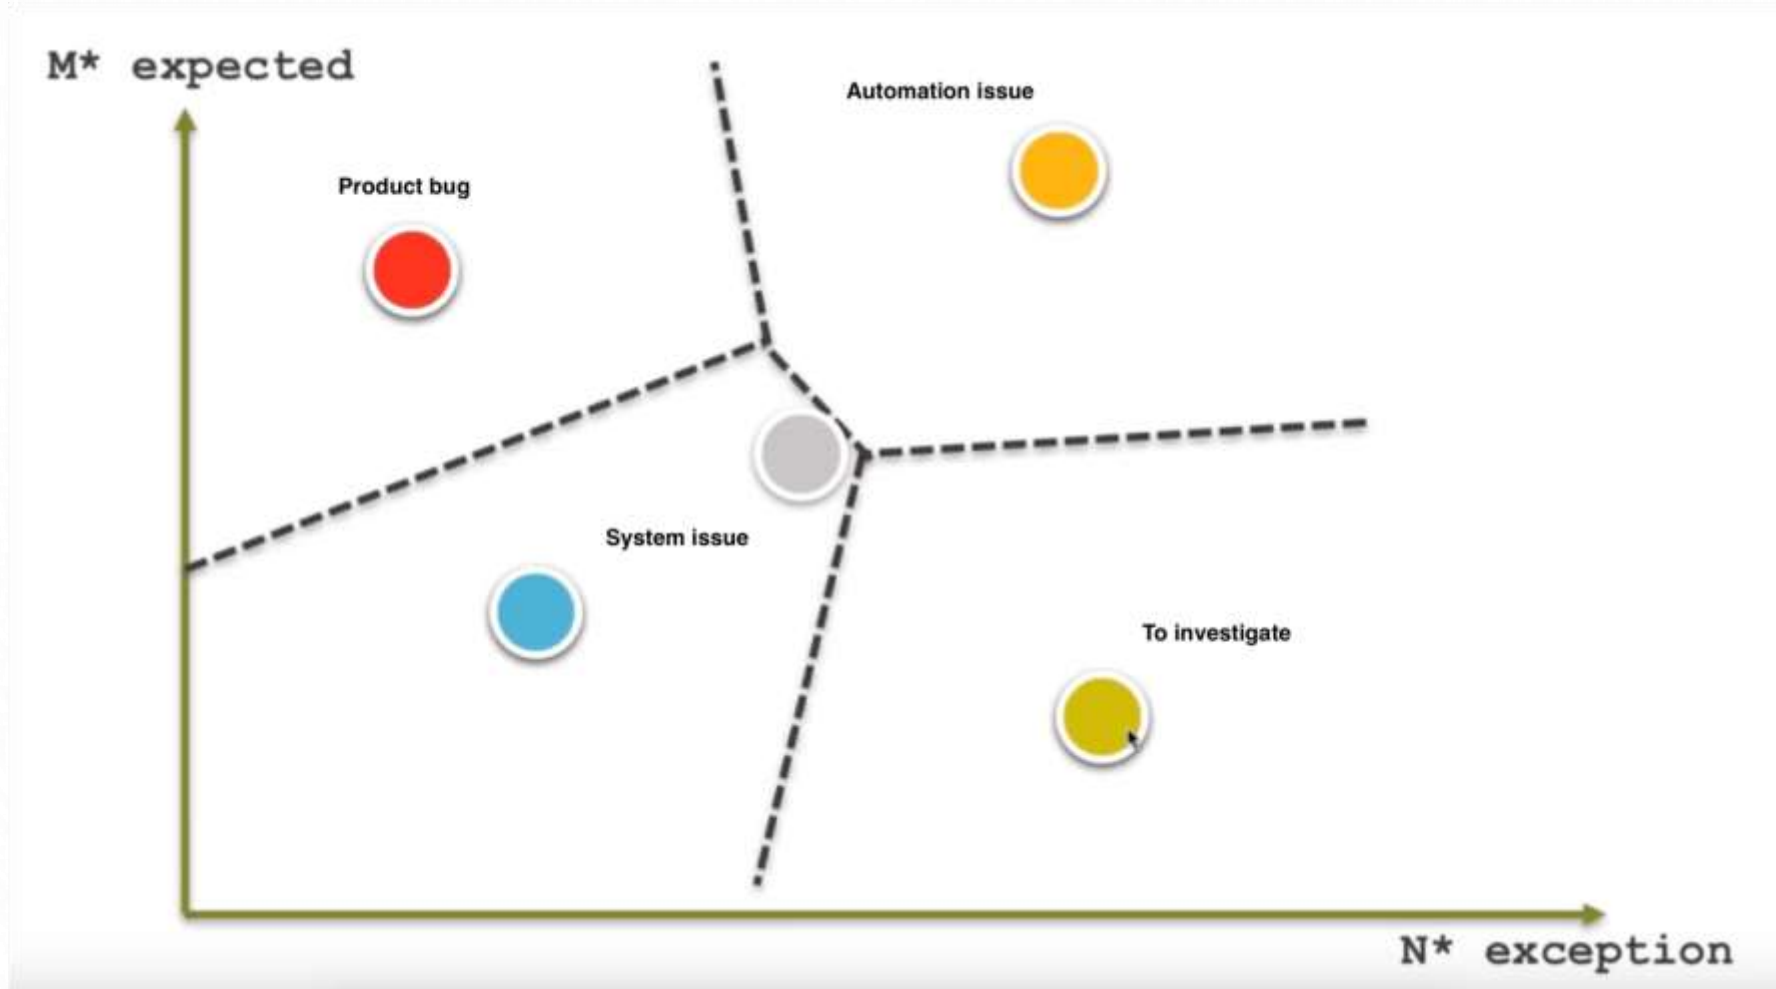 M* expected
Automation issue
Product bug
System issue
To investigate
N* exception